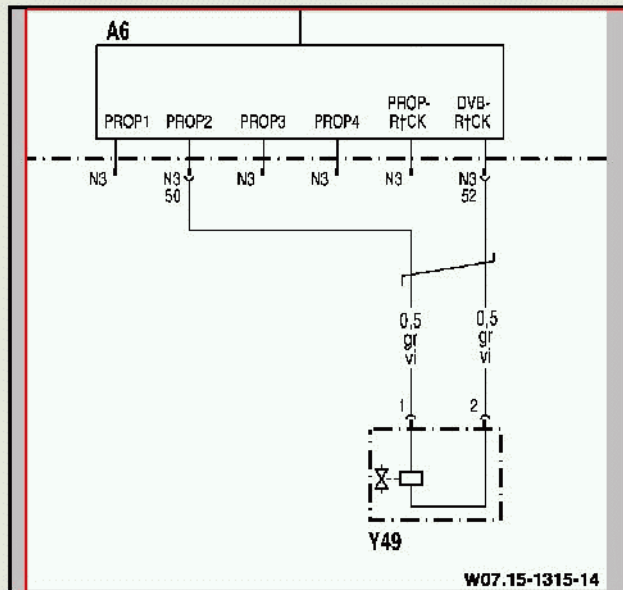 A6
PROP-
R†CK
DVB-
R†CK
PROP1 PROP2 PROP3 PROP4
N3 N3 N3 N3 N3 N3
50 52
0,5
gr
vi
0,5
gr
vi
1 2
Y49
W07.15-1315-14